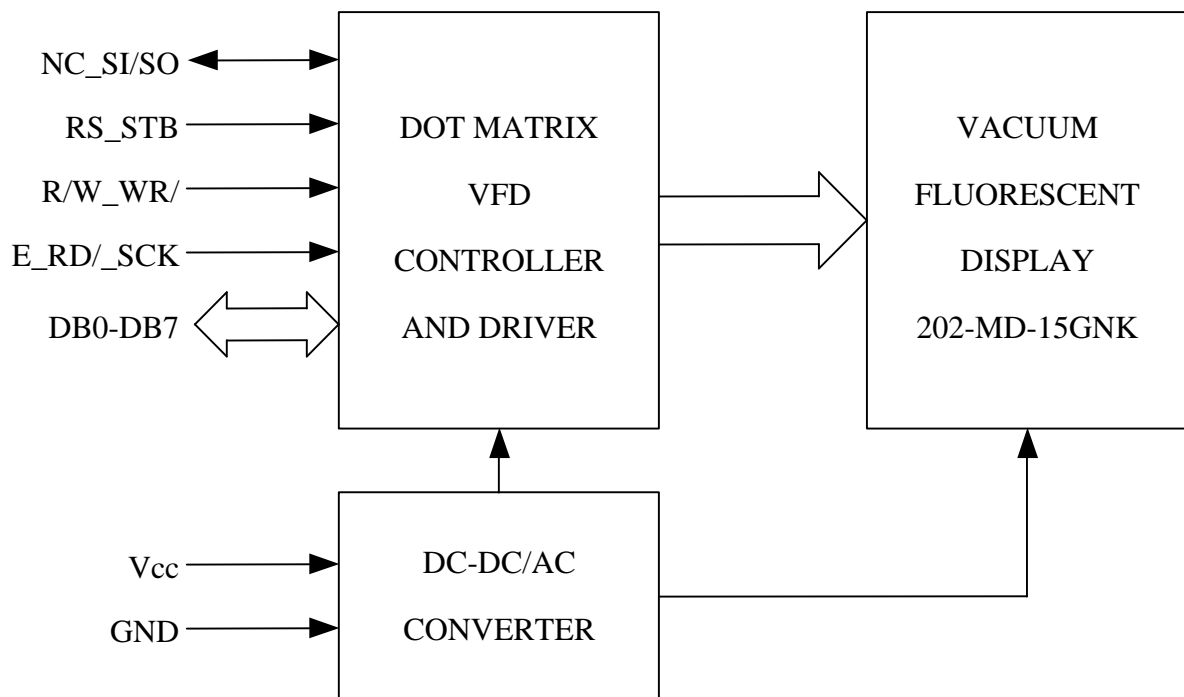 NC_SI/SO
RS_STB
R/W_WR/
E_RD/_SCK
DB0-DB7
DOT MATRIX
VFD
CONTROLLER
AND DRIVER
VACUUM
FLUORESCENT
DISPLAY
202-MD-15GNK
Vcc
GND
DC-DC/AC
CONVERTER